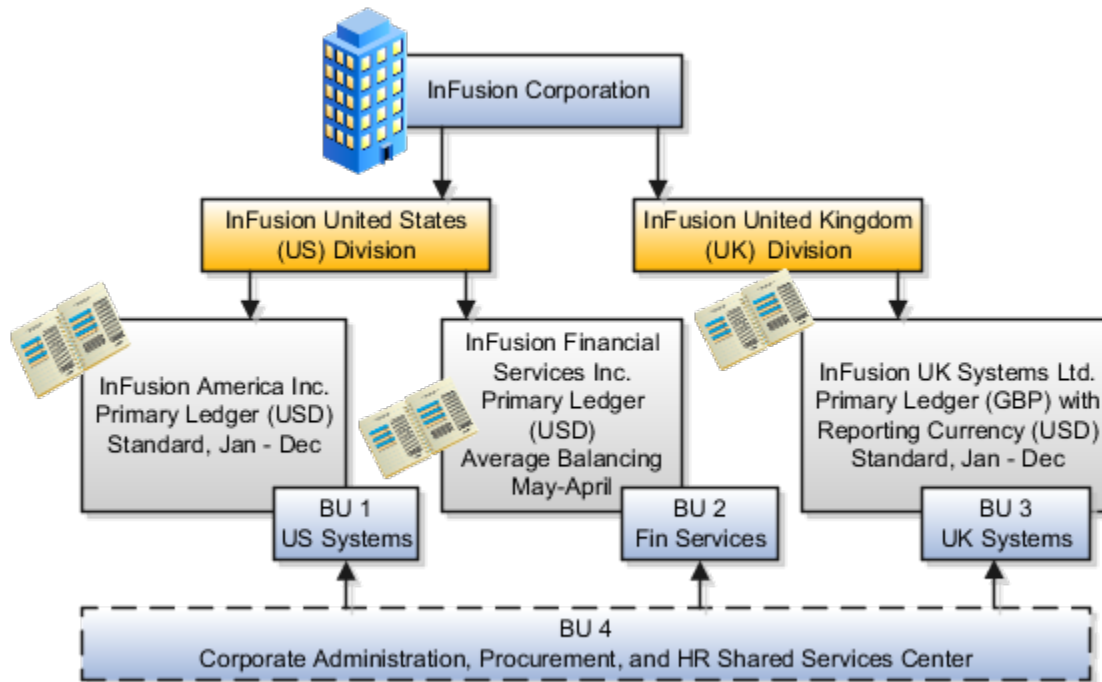 InFusion Corporation
InFusion United States
(US) Division
InFusion United Kingdom
(UK) Division
InFusion America Inc.
Primary Ledger (USD)
Standard, Jan - Dec
InFusion Financial
Services Inc.
Primary Ledger
(USD)
Average Balancing
May-April
InFusion UK Systems Ltd.
Primary Ledger (GBP) with
Reporting Currency (USD)
Standard, Jan - Dec
BU 1
US Systems
BU 2
Fin Services
BU 3
UK Systems
BU 4
Corporate Administration, Procurement, and HR Shared Services Center